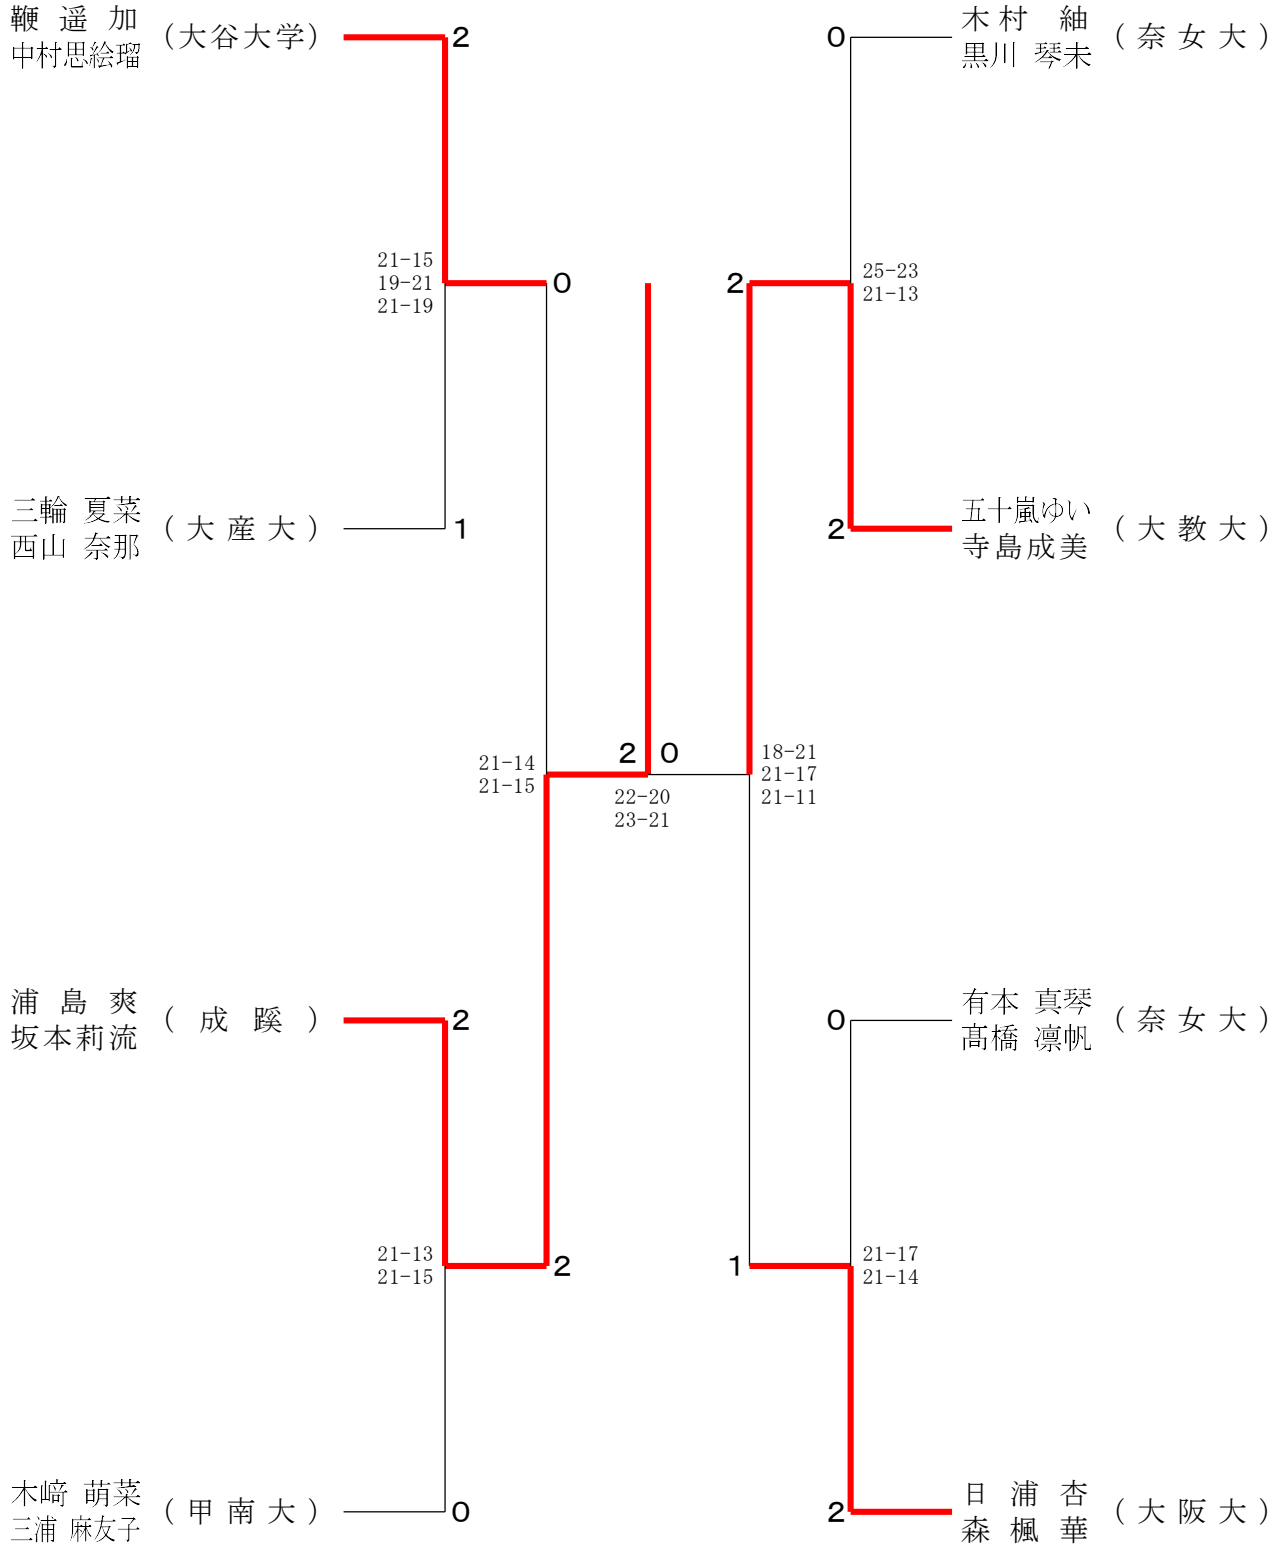 鞭遥加
中村思絵瑠
(大谷大学)
2
0
木村 紬
黒川 琴未
(奈女大)
21-15
19-21
21-19
0
2
25-23
21-13
三輪 夏菜
西山 奈那
(大産大)
1
2
五十嵐ゆい
寺島成美
(大教大)
21-14
21-15
2 0
22-20
23-21
18-21
21-17
21-11
浦島爽
坂本莉流
(成蹊)
2
0
有本 真琴
髙橋 凛帆
(奈女大)
21-13
21-15
2
1
21-17
21-14
木﨑 萌菜
三浦 麻友子
(甲南大)
0
2
日浦杏
森楓華
(大阪大)